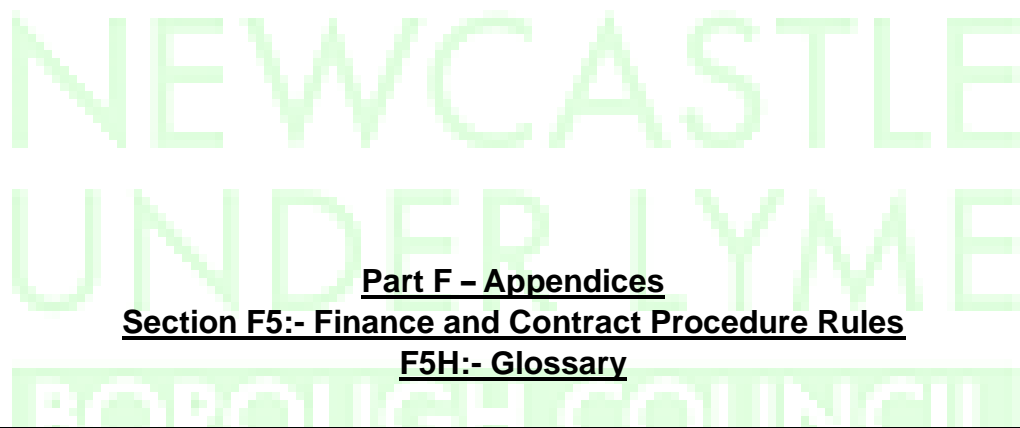 NEWCASTLE
UNDER LYME
Part F – Appendices
Section F5:- Finance and Contract Procedure Rules
F5H:- Glossary
BOROUGH COUNCIL